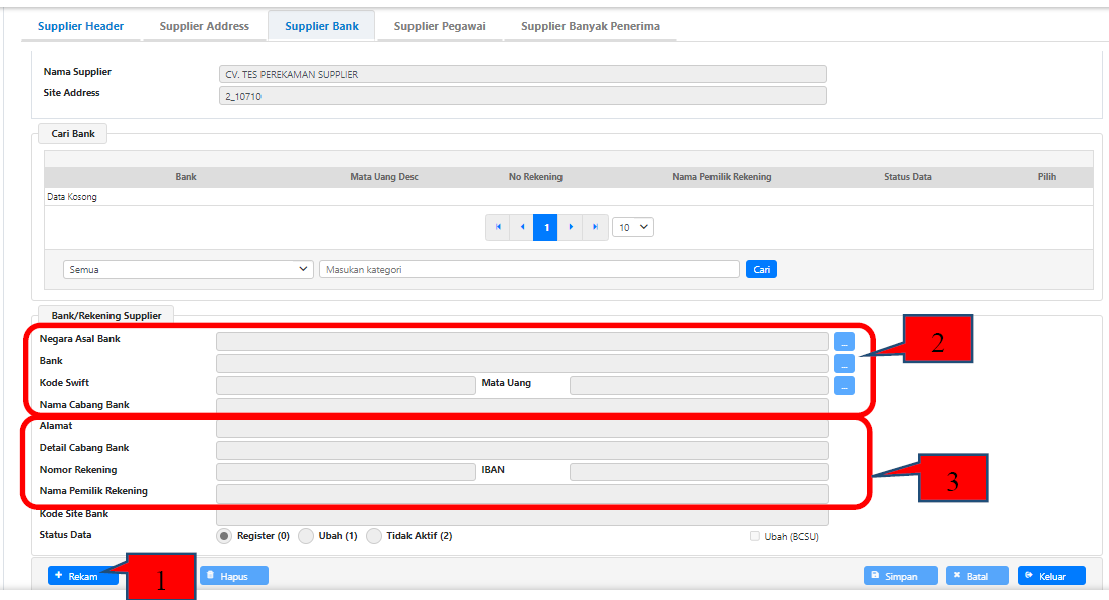 Supplier Header Supplier Address Supplier Bank Supplier Pegawai Supplier Banyak Penerima
Nama Supplier CV. TES PEREKAMAN SUPPLIER
Site Address 2_10710
Cari Bank
Bank Mata Uang Desc No Rekening Nama Pemilik Rekening Status Data Pilih
Data Kosong
1 10
Semua Masukan kategori Cari
Bank/Rekening Supplier
Negara Asal Bank ... 2
Bank ...
Kode Swift Mata Uang ...
Nama Cabang Bank
Alamat
Detail Cabang Bank
Nomor Rekening IBAN
3
Nama Pemilik Rekening
Kode Site Bank
Status Data Register (0) Ubah (1) Tidak Aktif (2) Ubah (BCSU)
+ Rekam 1 Hapus Simpan Batal Keluar